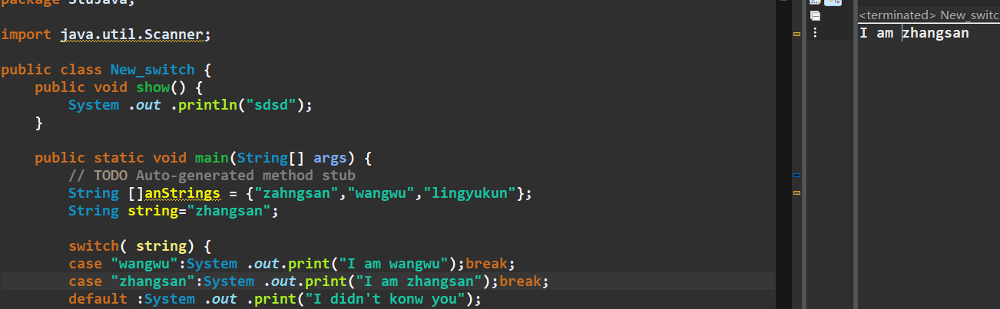 package StuJava;
import java.util.Scanner;
public class New_switch {
public void show() {
System .out .println("sdsd");
}
public static void main(String[] args) {
// TODO Auto-generated method stub
String []anStrings = {"zahngsan","wangwu","lingyukun"};
String string="zhangsan";
switch( string) {
case "wangwu":System .out.print("I am wangwu");break;
case "zhangsan":System .out.print("I am zhangsan");break;
default :System .out .print("I didn't konw you");
<terminated> New_switc
I am zhangsan